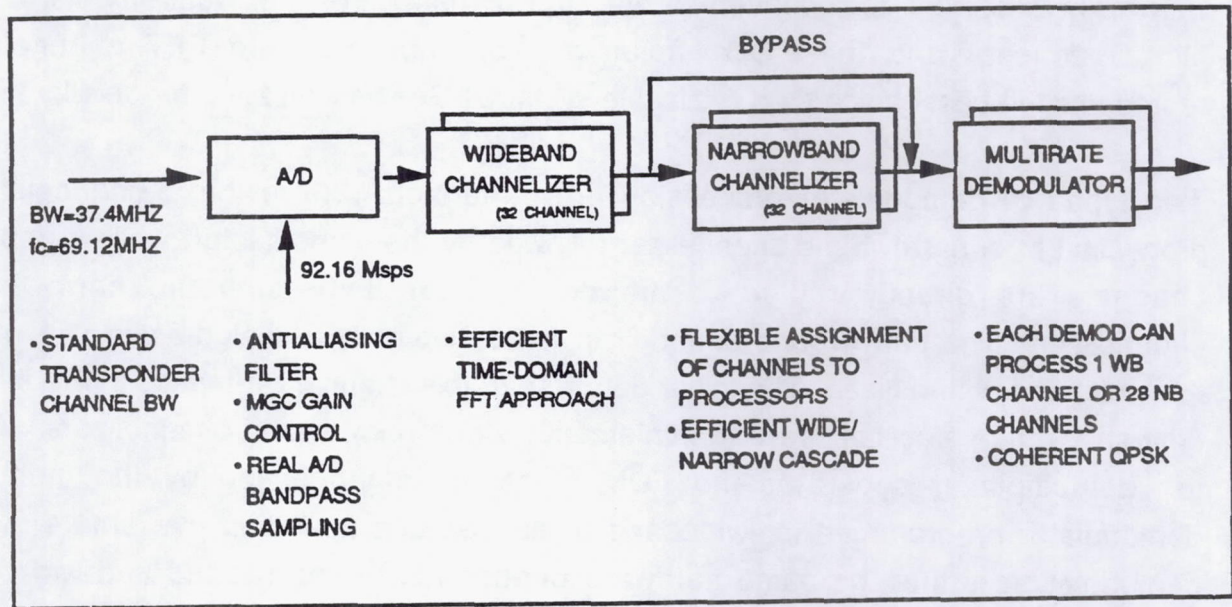 BYPASS
A/D
WIDEBAND
CHANNELIZER
(32 CHANNEL)
NARROWBAND
CHANNELIZER
(32 CHANNEL)
MULTIRATE
DEMODULATOR
BW=37.4MHZ
fc=69.12MHZ
92.16 Msps
• STANDARD
TRANSPONDER
CHANNEL BW
• ANTIALIASING
FILTER
• MGC GAIN
CONTROL
• REAL A/D
BANDPASS
SAMPLING
• EFFICIENT
TIME-DOMAIN
FFT APPROACH
• FLEXIBLE ASSIGNMENT
OF CHANNELS TO
PROCESSORS
• EFFICIENT WIDE/
NARROW CASCADE
• EACH DEMOD CAN
PROCESS 1 WB
CHANNEL OR 28 NB
CHANNELS
• COHERENT QPSK